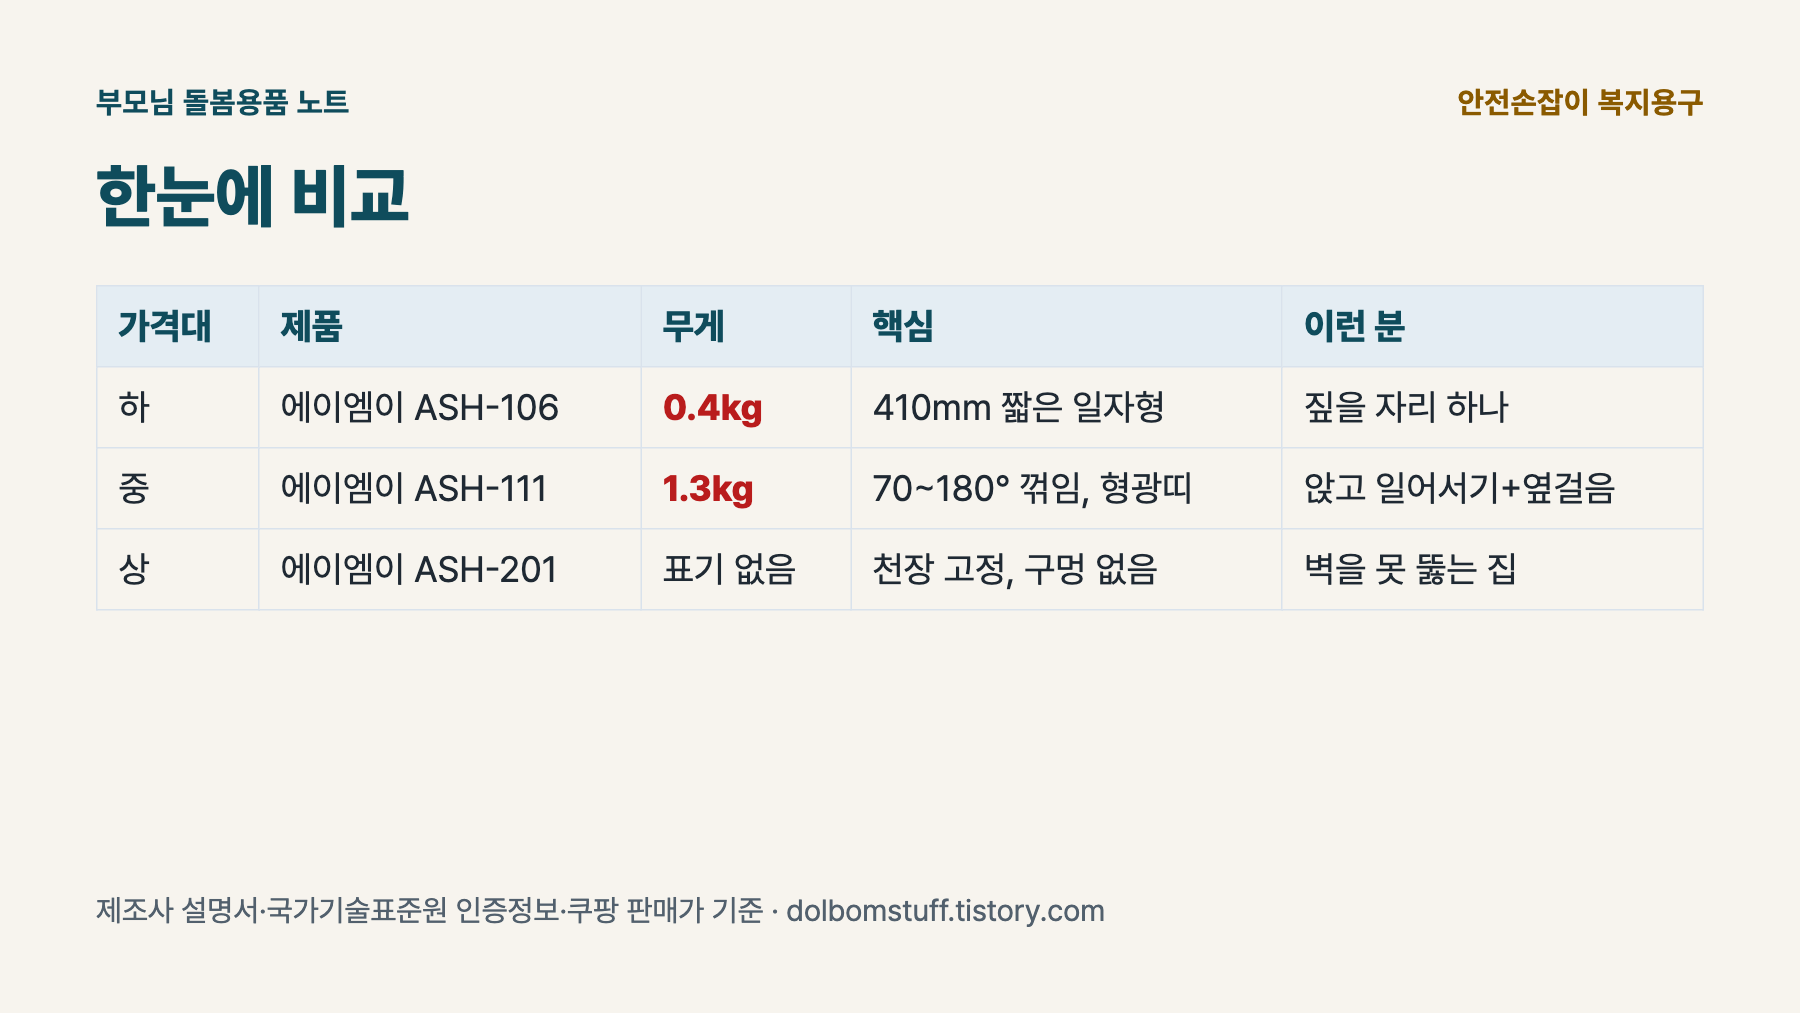 부모님 돌봄용품 노트
안전손잡이 복지용구
한눈에 비교
가격대 제품 무게 핵심 이런 분
하 에이엠이 ASH-106 0.4kg 410mm 짧은 일자형 짚을 자리 하나
중 에이엠이 ASH-111 1.3kg 70~180° 꺾임, 형광띠 앉고 일어서기+옆걸음
상 에이엠이 ASH-201 표기 없음 천장 고정, 구멍 없음 벽을 못 뚫는 집
제조사 설명서·국가기술표준원 인증정보·쿠팡 판매가 기준 · dolbomstuff.tistory.com